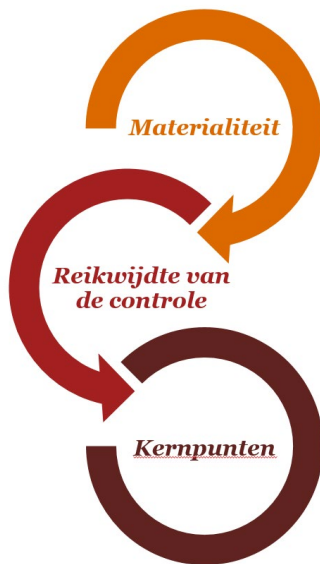 Materialiteit
Reikwijdte van
de controle
Kernpunten